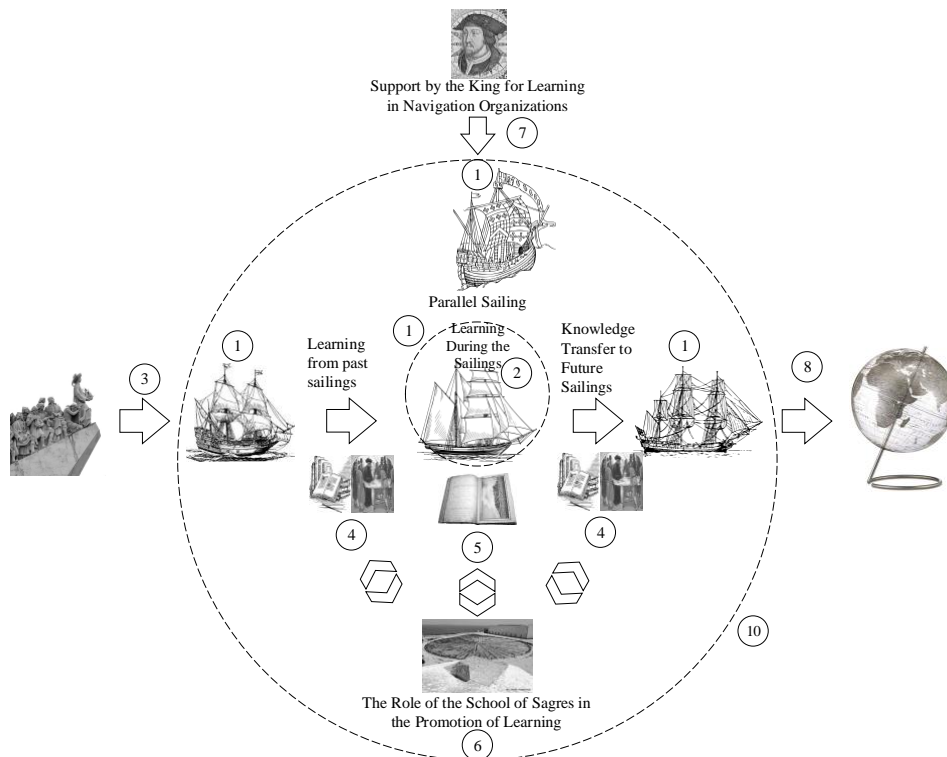 Support by the King for Learning
in Navigation Organizations
7
1
Parallel Sailing
1
Learning
During the
Sailings
2
1
Learning
from past
sailings
Knowledge
Transfer to
Future
Sailings
1
3
8
4
5
4
10
The Role of the School of Sagres in
the Promotion of Learning
6